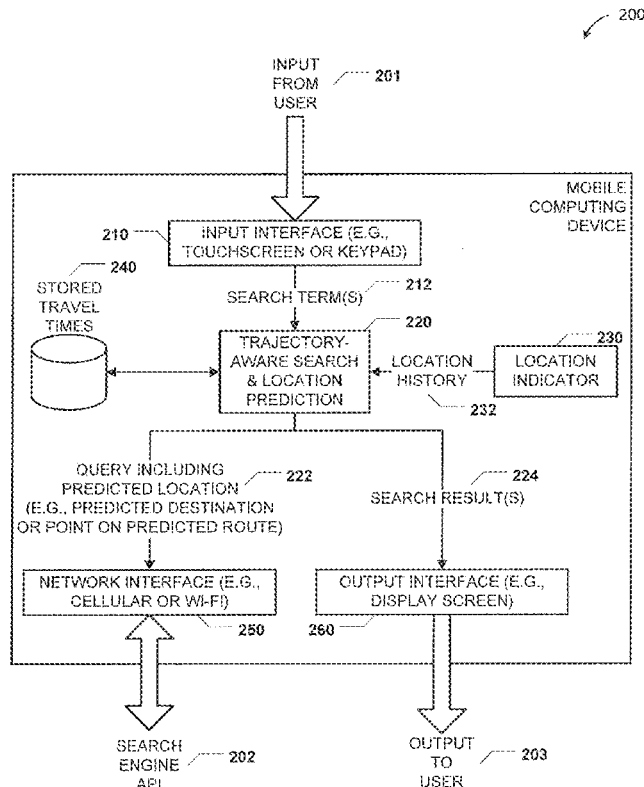 200
INPUT
FROM
USER
201
MOBILE
COMPUTING
DEVICE
210
INPUT INTERFACE (E.G.,
TOUCHSCREEN OR KEYPAD)
240
STORED
TRAVEL
TIMES
SEARCH TERM(S)
212
220
TRAJECTORY-
AWARE SEARCH
& LOCATION
PREDICTION
LOCATION
HISTORY
232
230
LOCATION
INDICATOR
QUERY INCLUDING
PREDICTED LOCATION
(E.G., PREDICTED DESTINATION
OR POINT ON PREDICTED ROUTE)
222
224
SEARCH RESULT(S)
NETWORK INTERFACE (E.G.,
CELLULAR OR WI-FI)
250
OUTPUT INTERFACE (E.G.,
DISPLAY SCREEN)
260
SEARCH
ENGINE
API
202
OUTPUT
TO
USER
203